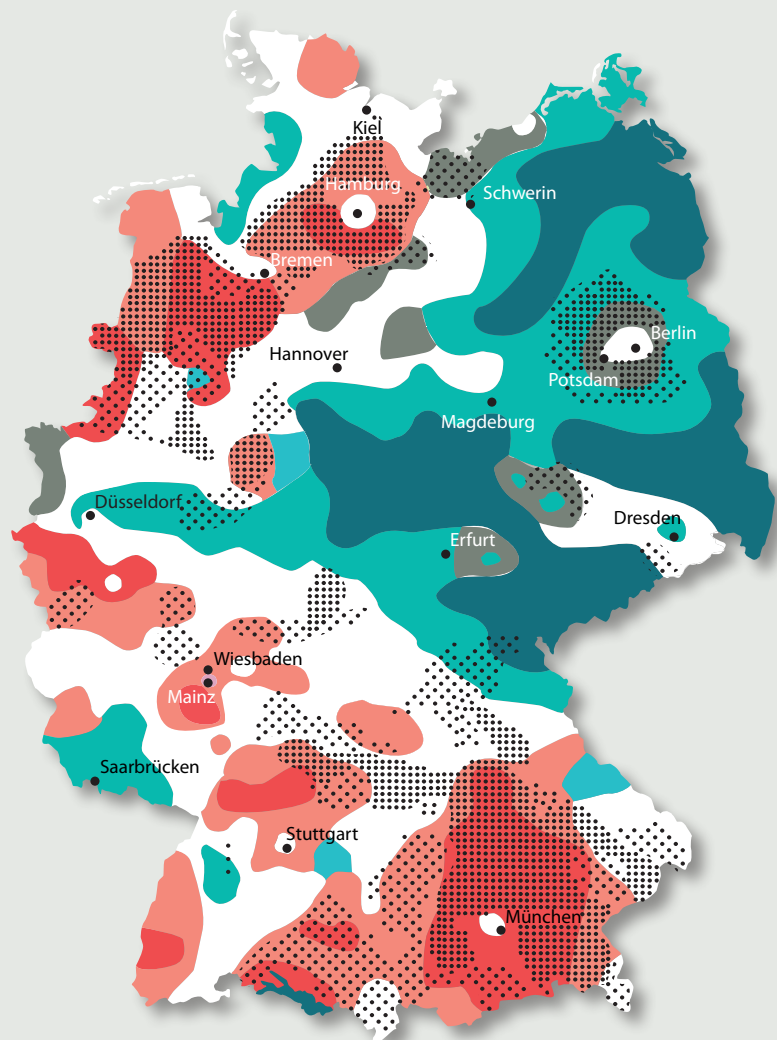 Kiel
Hamburg
Schwerin
Bremen
Berlin
Hannover
Potsdam
Magdeburg
Düsseldorf
Dresden
Erfurt
Wiesbaden
Mainz
Saarbrücken
Stuttgart
München